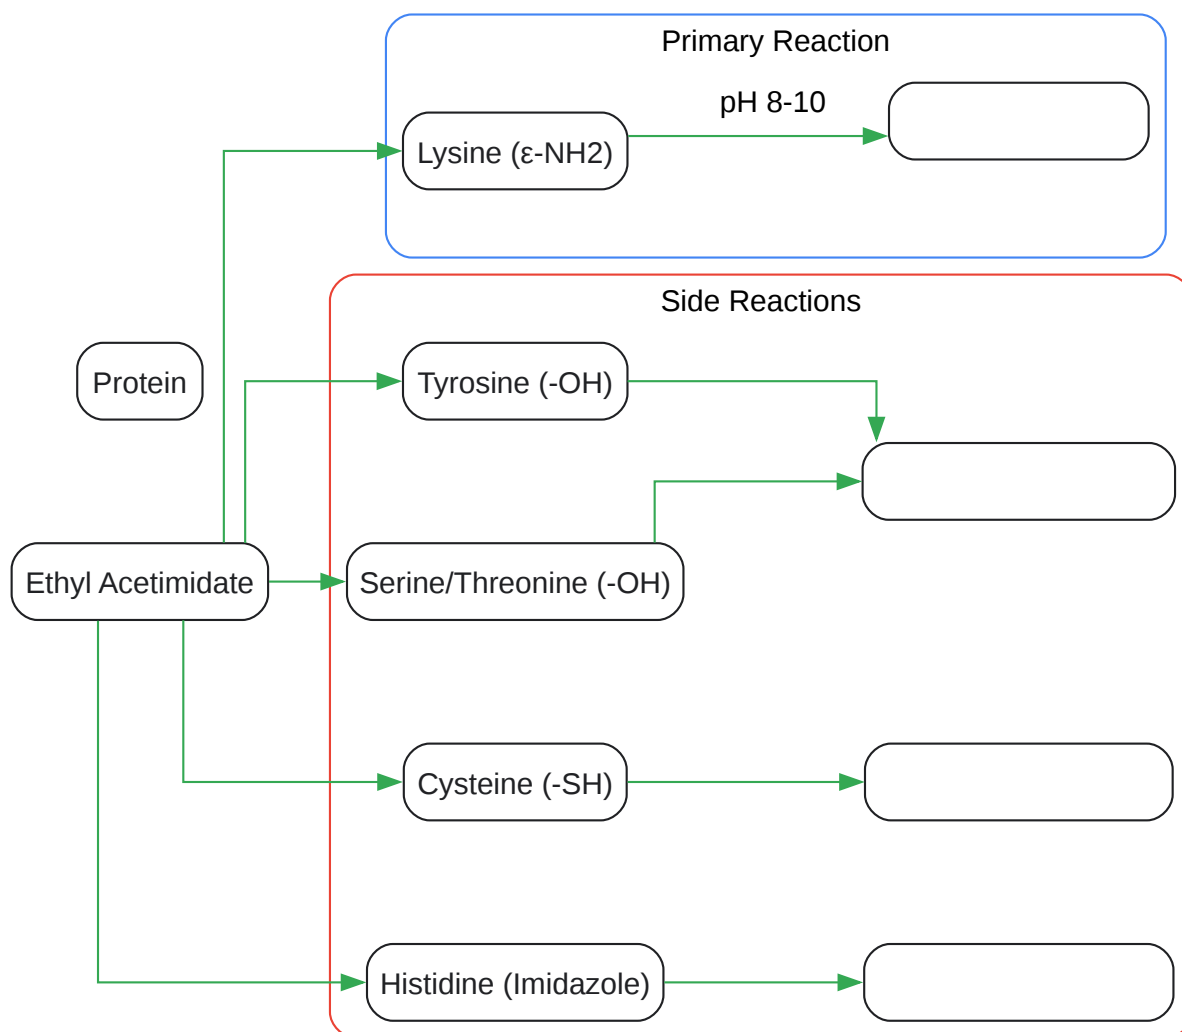 Primary Reaction
pH 8-10
Lysine (ε-NH2)
Side Reactions
Protein
Tyrosine (-OH)
Ethyl Acetimidate
Serine/Threonine (-OH)
Cysteine (-SH)
Histidine (Imidazole)